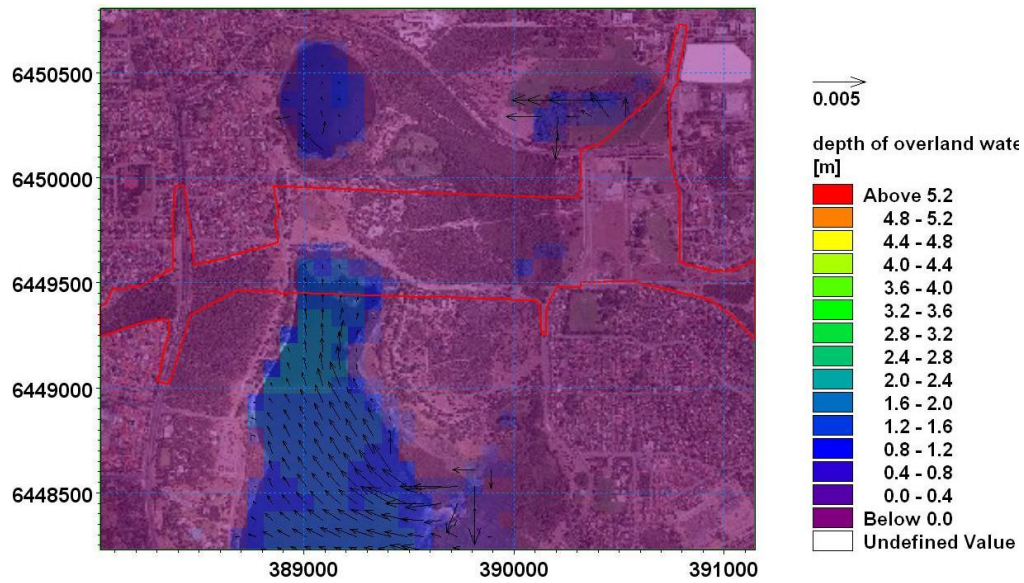 6450500
6450000
6449500
6449000
6448500
389000
390000
391000
0.005
depth of overland wate
[m]
Above 5.2
4.8 - 5.2
4.4 - 4.8
4.0 - 4.4
3.6 - 4.0
3.2 - 3.6
2.8 - 3.2
2.4 - 2.8
2.0 - 2.4
1.6 - 2.0
1.2 - 1.6
0.8 - 1.2
0.4 - 0.8
0.0 - 0.4
Below 0.0
Undefined Value